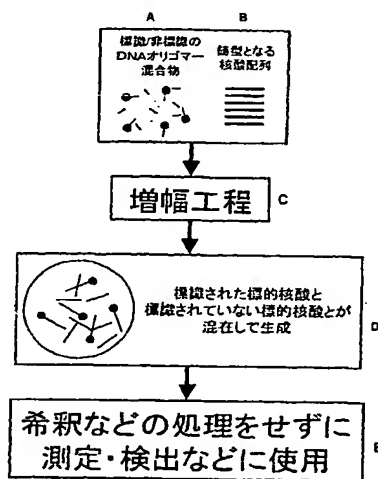 A
B
標識/非標識の
DNAオリゴマー
混合物
鋳型となる
核酸配列
増幅工程
C
標識された標的核酸と
標識されていない標的核酸とが
混在して生成
D
希釈などの処理をせずに
測定・検出などに使用
E